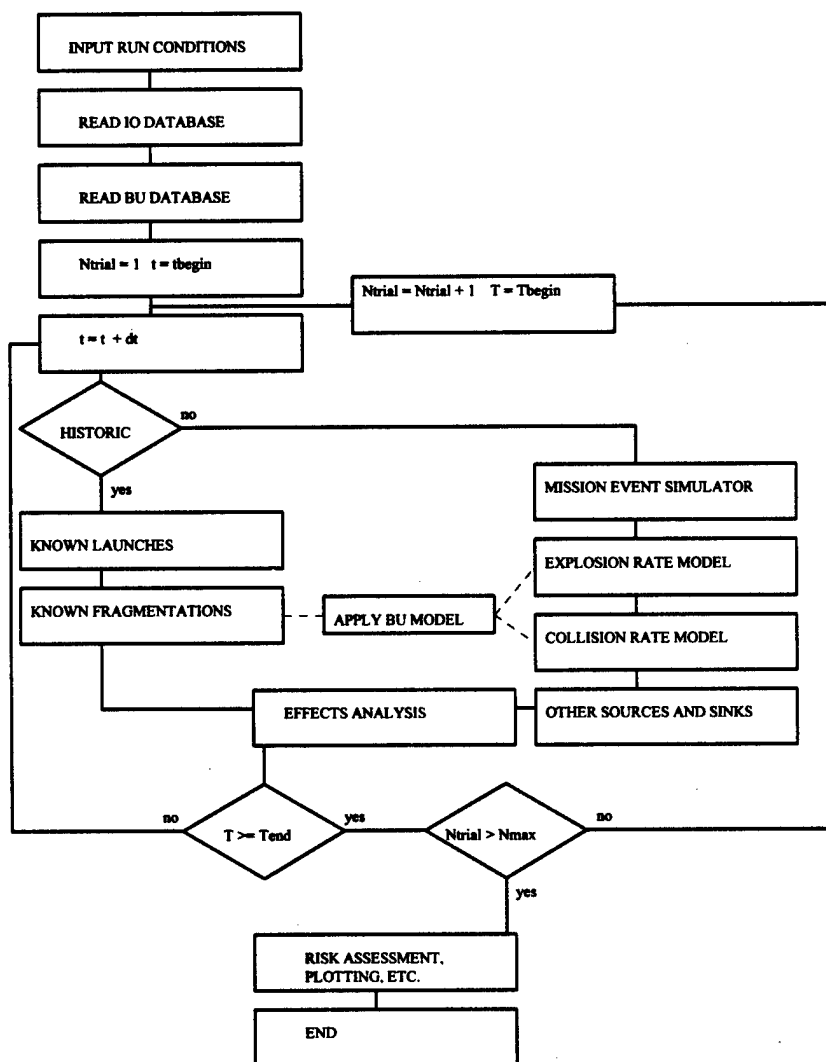 INPUT RUN CONDITIONS
READ IO DATABASE
READ BU DATABASE
Ntrial = 1 t = tbegin
Ntrial = Ntrial + 1 T = Tbegin
t = t + dt
HISTORIC
no
yes
MISSION EVENT SIMULATOR
KNOWN LAUNCHES
EXPLOSION RATE MODEL
KNOWN FRAGMENTATIONS
APPLY BU MODEL
COLLISION RATE MODEL
EFFECTS ANALYSIS
OTHER SOURCES AND SINKS
no
T >= Tend
yes
Ntrial > Nmax
no
yes
RISK ASSESSMENT,
PLOTTING, ETC.
END